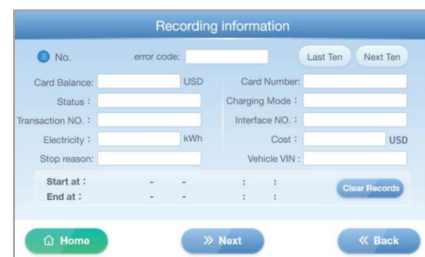 Recording information
No. error code: Last Ten Next Ten
Card Balance: USD Card Number:
Status : Charging Mode :
Transaction NO. : Interface NO. :
Electricity : kWh Cost : USD
Stop reason: Vehicle VIN :
Start at : - - : :
End at : - - : :
Clear Records
Home » Next « Back